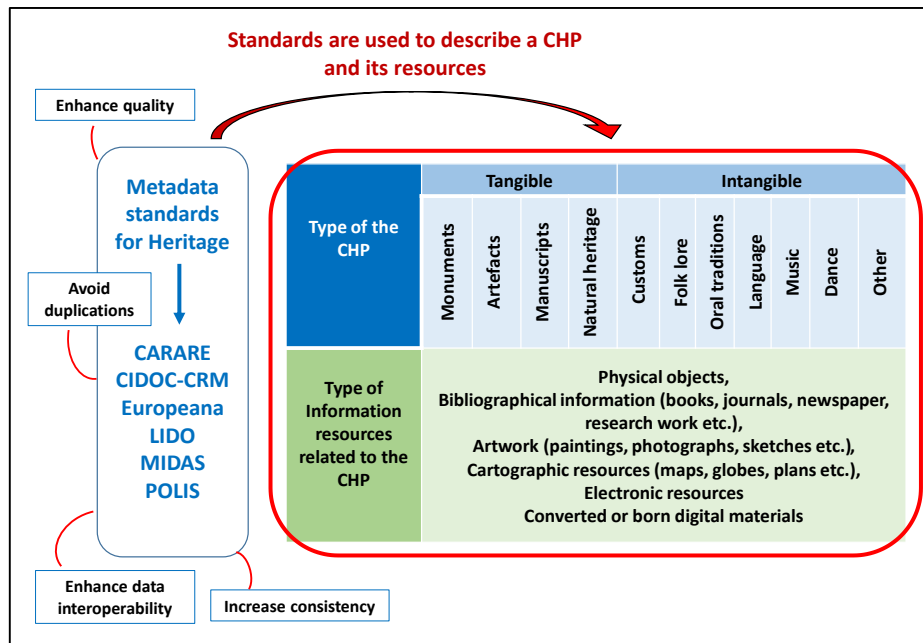 Standards are used to describe a CHP
and its resources
Enhance quality
Metadata
standards
for Heritage
Avoid
duplications
CARARE
CIDOC-CRM
Europeana
LIDO
MIDAS
POLIS
Enhance data
interoperability
Increase consistency
Type of the
CHP
Tangible
Intangible
Monuments
Artefacts
Manuscripts
Natural heritage
Customs
Folk lore
Oral traditions
Language
Music
Dance
Other
Type of
Information
resources
related to the
CHP
Physical objects,
Bibliographical information (books, journals, newspaper,
research work etc.),
Artwork (paintings, photographs, sketches etc.),
Cartographic resources (maps, globes, plans etc.),
Electronic resources
Converted or born digital materials